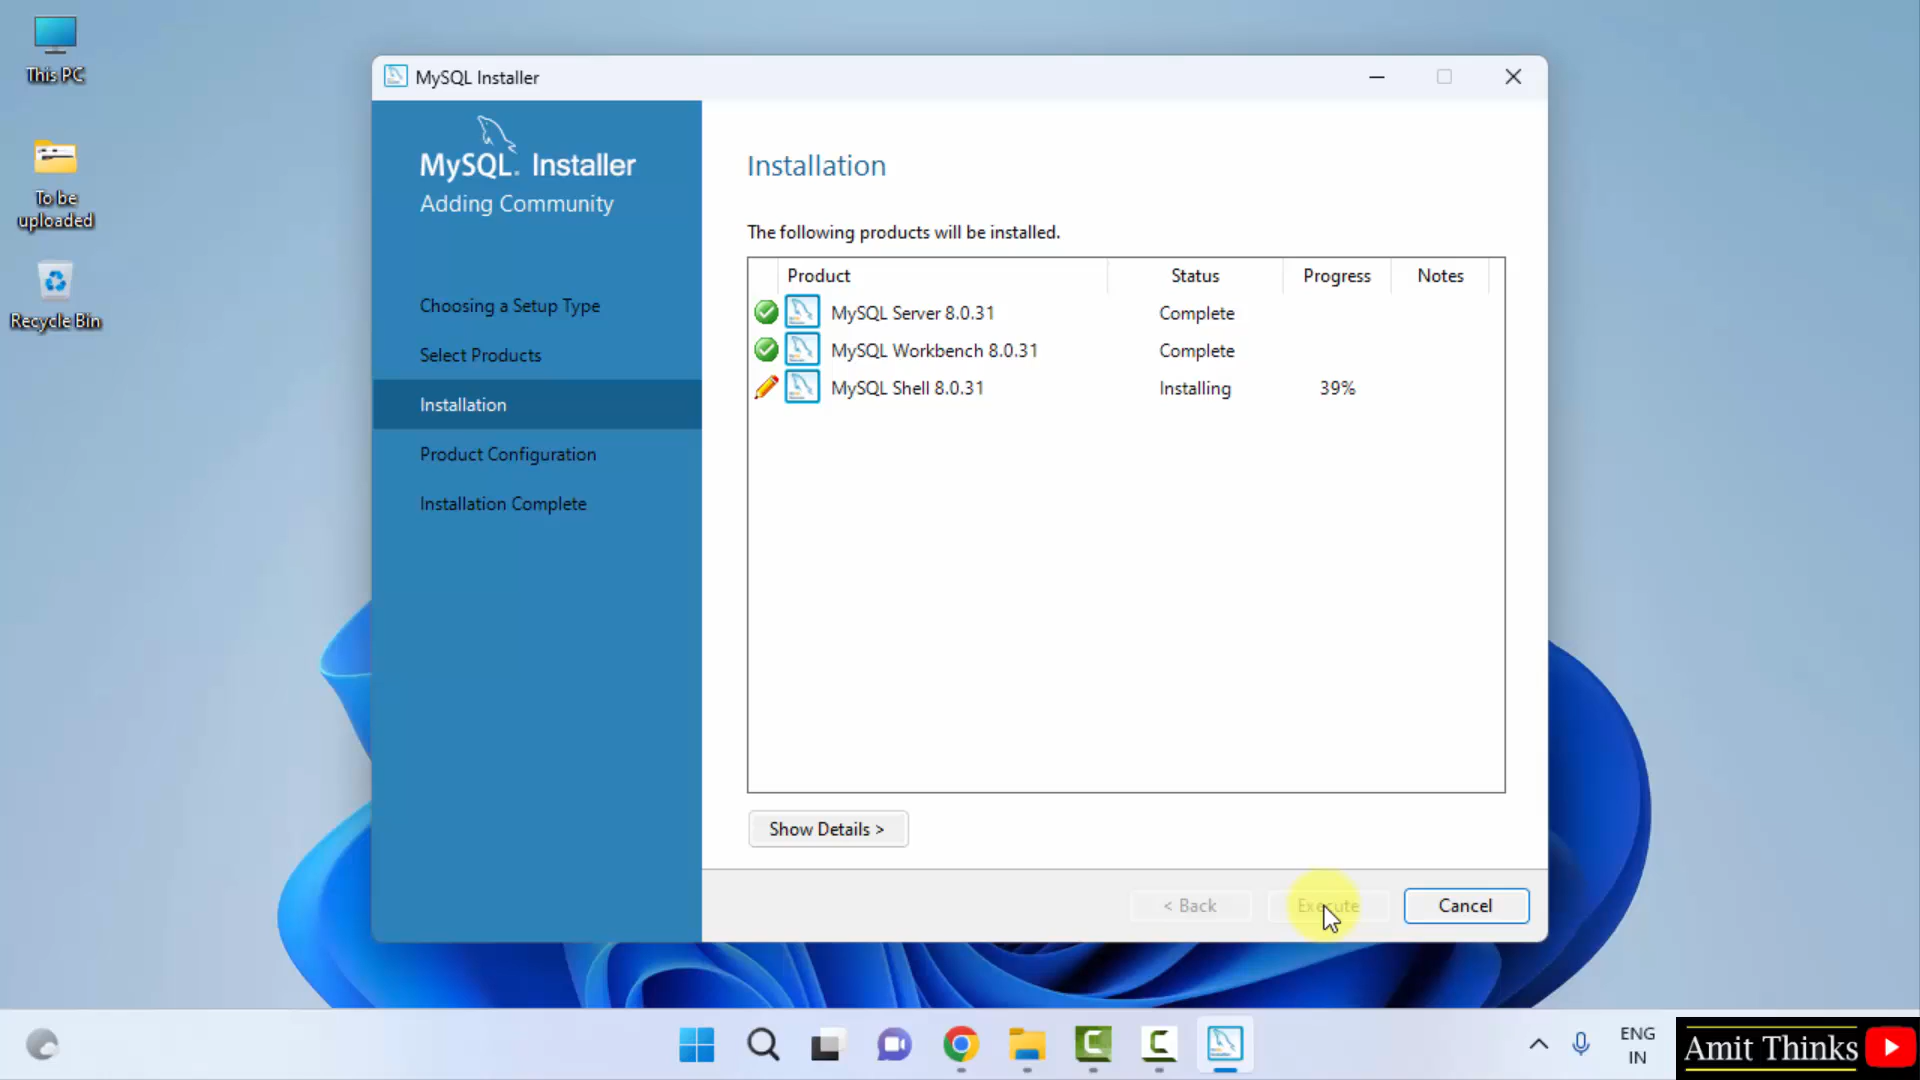 This PC
To be
uploaded
Recycle Bin
MySQL Installer
MySQL. Installer
Adding Community
Choosing a Setup Type
Select Products
Installation
Product Configuration
Installation Complete
Installation
The following products will be installed.
Product Status Progress Notes
MySQL Server 8.0.31 Complete
MySQL Workbench 8.0.31 Complete
MySQL Shell 8.0.31 Installing 39%
Show Details >
< Back Execute Cancel
ENG
IN
Amit Thinks